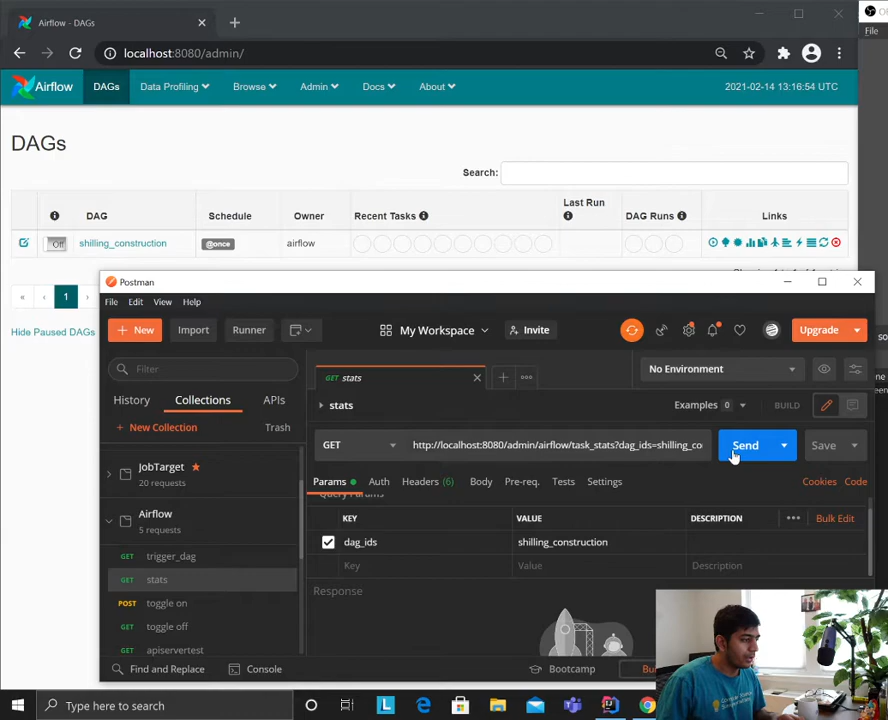 Airflow - DAGs
localhost:8080/admin/
File
Airflow DAGs Data Profiling Browse Admin Docs About 2021-02-14 13:16:54 UTC
DAGs
Search:
DAG Schedule Owner Recent Tasks Last Run DAG Runs Links
Off shilling_construction @once airflow
« ‹ 1 ›
Hide Paused DAGs
Postman
File Edit View Help
New Import Runner My Workspace Invite Upgrade
Filter
GET stats
No Environment
History Collections APIs
stats
Examples 0 BUILD
New Collection Trash
GET http://localhost:8080/admin/airflow/task_stats?dag_ids=shilling_co Send Save
JobTarget
20 requests
Params Auth Headers (6) Body Pre-req. Tests Settings Cookies Code
Query Params
Airflow
5 requests
KEY VALUE DESCRIPTION Bulk Edit
dag_ids shilling_construction
Key Value Description
GET trigger_dag
GET stats
POST toggle on
GET toggle off
GET apiservertest
Response
Find and Replace Console Bootcamp
Type here to search